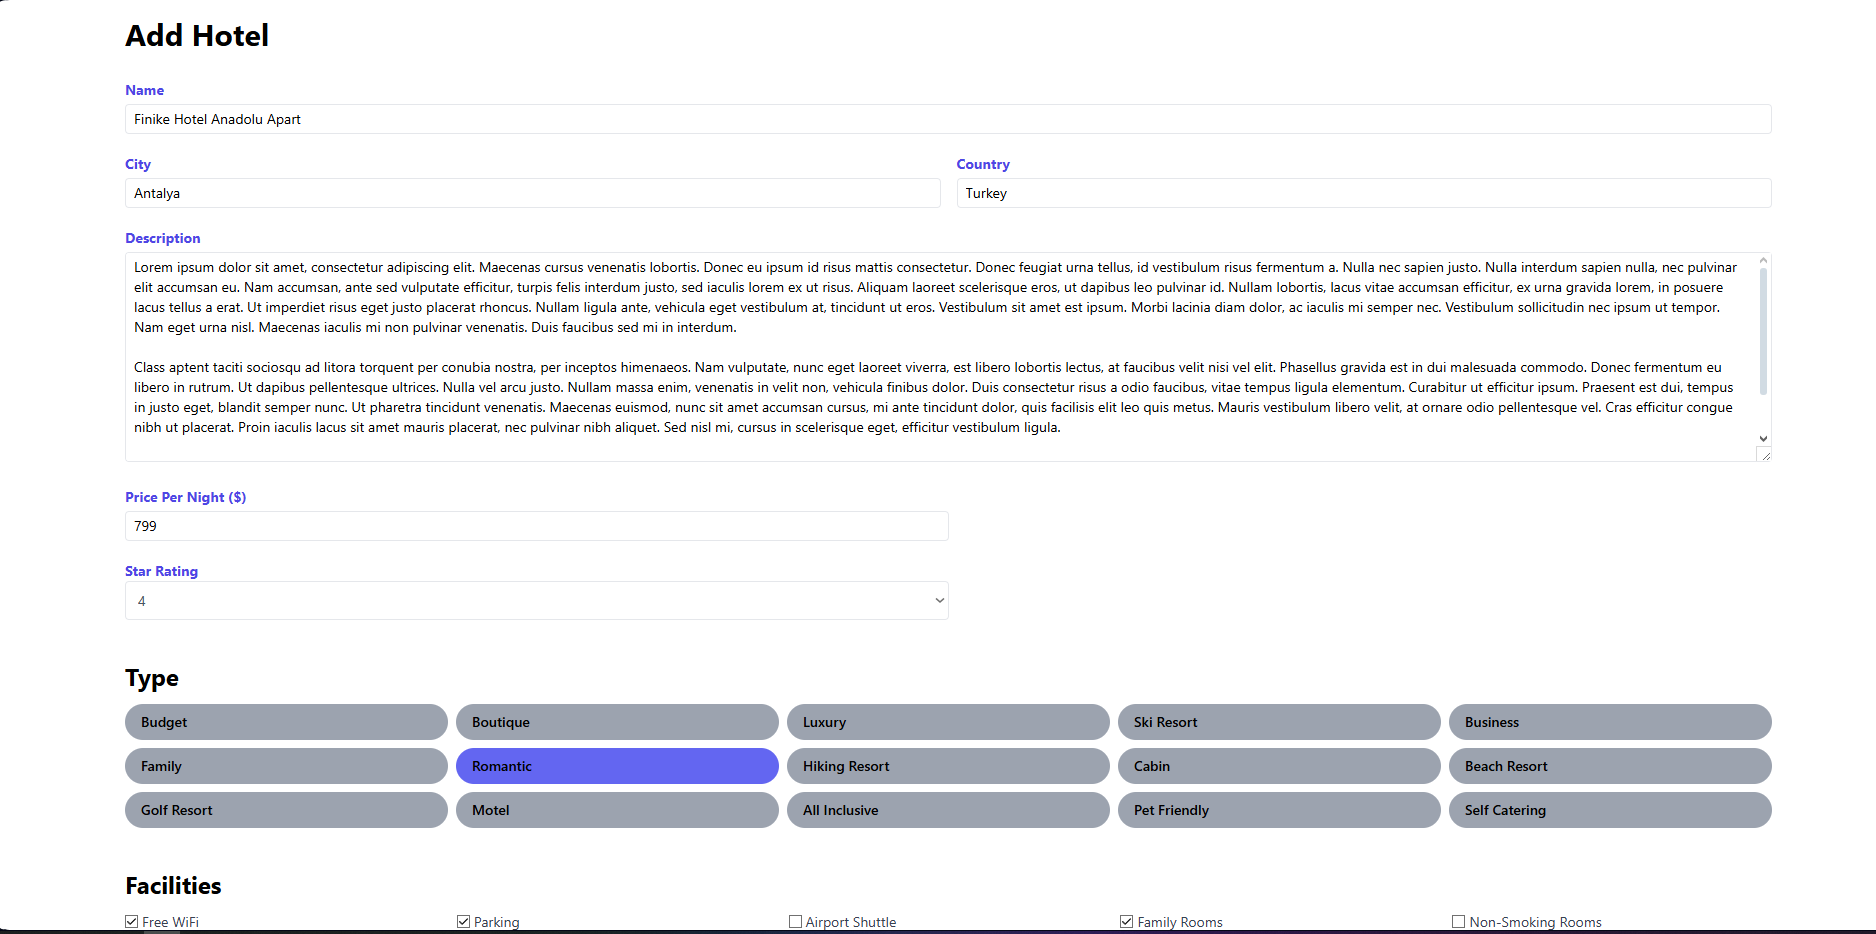 Add Hotel
Name
Finike Hotel Anadolu Apart
City Country
Antalya Turkey
Description
Lorem ipsum dolor sit amet, consectetur adipiscing elit. Maecenas cursus venenatis lobortis. Donec eu ipsum id risus mattis consectetur. Donec feugiat urna tellus, id vestibulum risus fermentum a. Nulla nec sapien justo. Nulla interdum sapien nulla, nec pulvinar
elit accumsan eu. Nam accumsan, ante sed vulputate efficitur, turpis felis interdum justo, sed iaculis lorem ex ut risus. Aliquam laoreet scelerisque eros, ut dapibus leo pulvinar id. Nullam lobortis, lacus vitae accumsan efficitur, ex urna gravida lorem, in posuere
lacus tellus a erat. Ut imperdiet risus eget justo placerat rhoncus. Nullam ligula ante, vehicula eget vestibulum at, tincidunt ut eros. Vestibulum sit amet est ipsum. Morbi lacinia diam dolor, ac iaculis mi semper nec. Vestibulum sollicitudin nec ipsum ut tempor.
Nam eget urna nisl. Maecenas iaculis mi non pulvinar venenatis. Duis faucibus sed mi in interdum.
Class aptent taciti sociosqu ad litora torquent per conubia nostra, per inceptos himenaeos. Nam vulputate, nunc eget laoreet viverra, est libero lobortis lectus, at faucibus velit nisi vel elit. Phasellus gravida est in dui malesuada commodo. Donec fermentum eu
libero in rutrum. Ut dapibus pellentesque ultrices. Nulla vel arcu justo. Nullam massa enim, venenatis in velit non, vehicula finibus dolor. Duis consectetur risus a odio faucibus, vitae tempus ligula elementum. Curabitur ut efficitur ipsum. Praesent est dui, tempus
in justo eget, blandit semper nunc. Ut pharetra tincidunt venenatis. Maecenas euismod, nunc sit amet accumsan cursus, mi ante tincidunt dolor, quis facilisis elit leo quis metus. Mauris vestibulum libero velit, at ornare odio pellentesque vel. Cras efficitur congue
nibh ut placerat. Proin iaculis lacus sit amet mauris placerat, nec pulvinar nibh aliquet. Sed nisl mi, cursus in scelerisque eget, efficitur vestibulum ligula.
Price Per Night ($)
799
Star Rating
4
Type
Budget Boutique Luxury Ski Resort Business
Family Romantic Hiking Resort Cabin Beach Resort
Golf Resort Motel All Inclusive Pet Friendly Self Catering
Facilities
Free WiFi Parking Airport Shuttle Family Rooms Non-Smoking Rooms